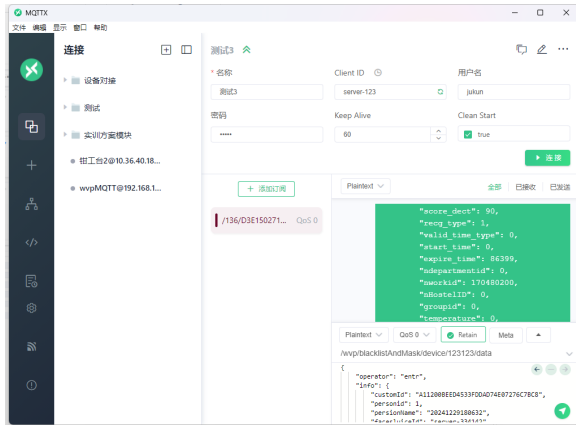 MQTTX
文件 编辑 显示 窗口 帮助
连接
设备对接
测试
实训方案模块
钳工台2@10.36.40.18...
wvpMQTT@192.168.1...
测试3
* 名称
Client ID
用户名
测试3
server-123
jukun
密码
Keep Alive
Clean Start
•••••
60
true
连接
+ 添加订阅
Plaintext
全部 已接收 已发送
/136/D3E150271... QoS 0
"score_dect": 90,
"recg_type": 1,
"valid_time_type": 0,
"start_time": 0,
"expire_time": 86399,
"ndepartmentid": 0,
"nworkid": 170480200,
"nHostelID": 0,
"groupid": 0,
"temperature": 0,
Plaintext QoS 0 Retain Meta
/wvp/blacklistAndMask/device/123123/data
{
"operator": "entr",
"info": {
"customId": "A112008EED4533FDDAD74E07276C7BC8",
"personid": 1,
"persionName": "20241229180632",